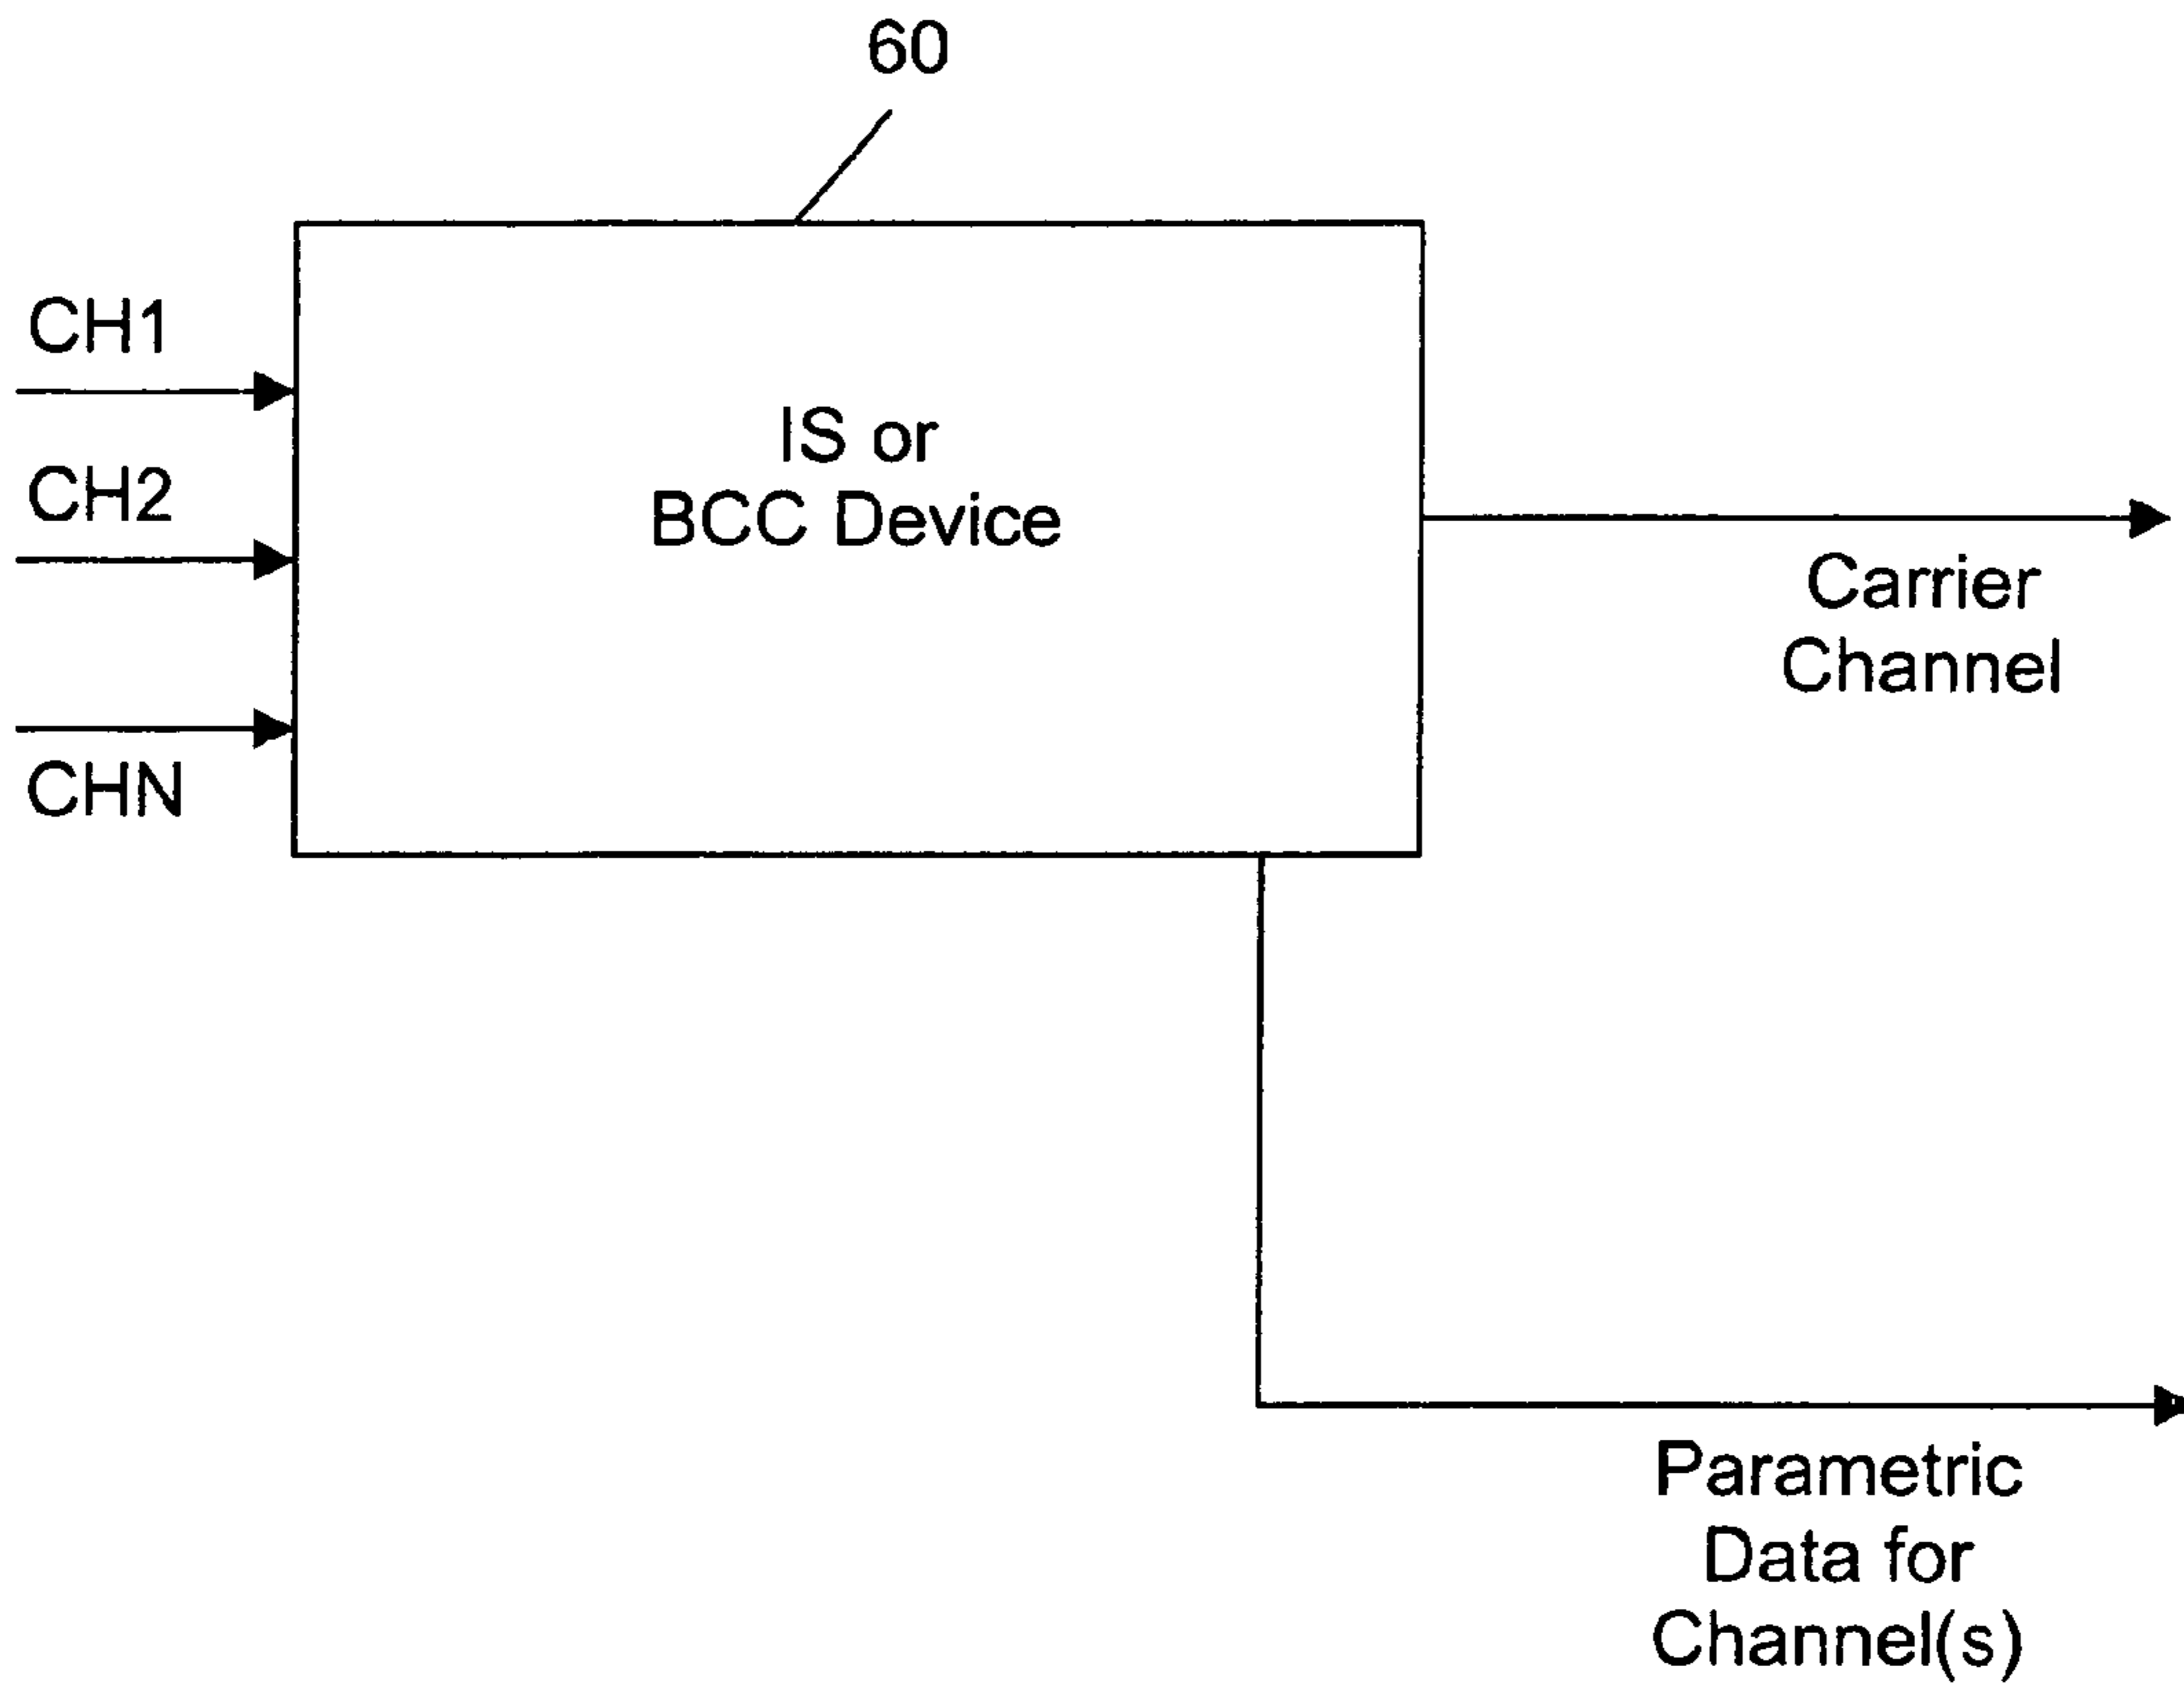 60
CH1
IS or
CH2
BCC Device
Carrier
Channel
CHN
Parametric
Data for
Channel(s)